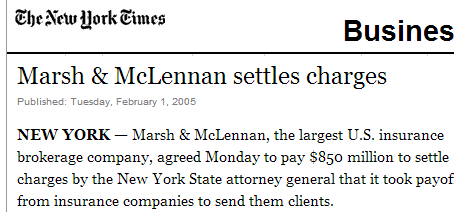 The New York Times
Busines
Marsh & McLennan settles charges
Published: Tuesday, February 1, 2005
NEW YORK — Marsh & McLennan, the largest U.S. insurance
brokerage company, agreed Monday to pay $850 million to settle
charges by the New York State attorney general that it took payof
from insurance companies to send them clients.